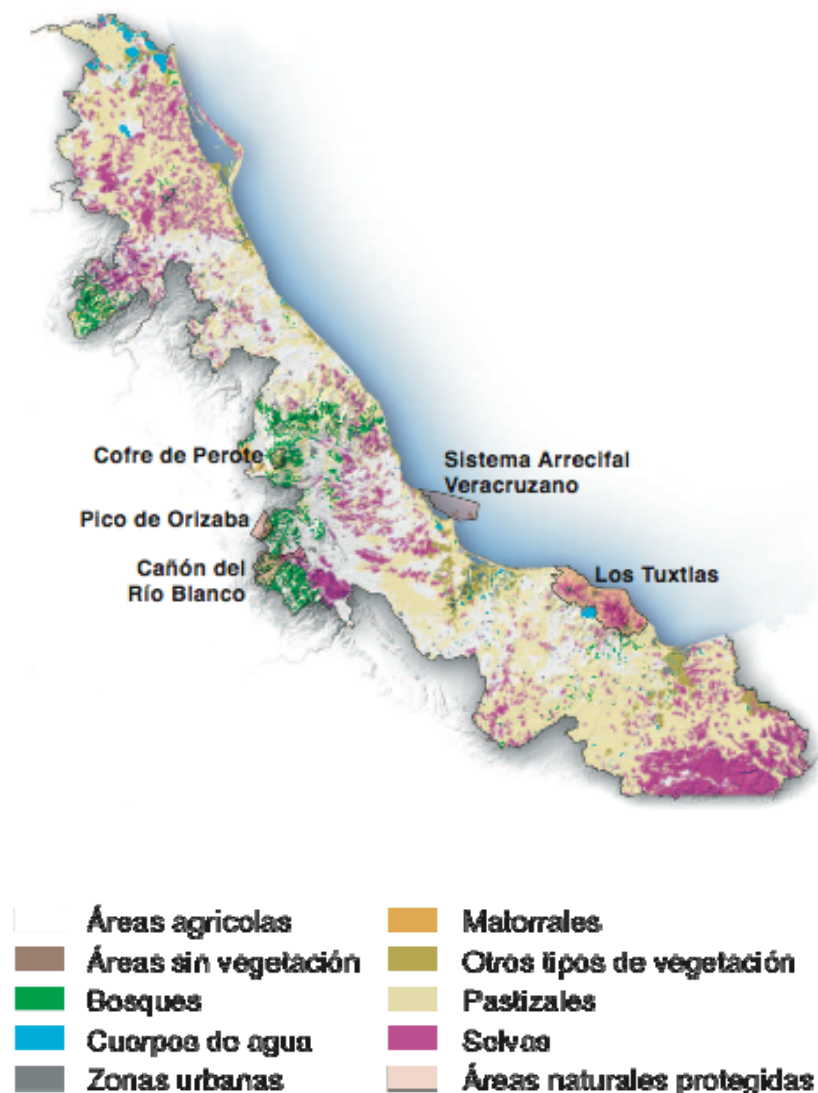 Cofre de Perote
Sistema Arrecifal
Veracruzano
Pico de Orizaba
Cañón del
Río Blanco
Los Tuxtlas
Áreas agricolas
Áreas sin vegetación
Bosques
Cuerpos de agua
Zonas urbanas
Matorrales
Otros tipos de vegetación
Pastizales
Selvas
Áreas naturales protegidas